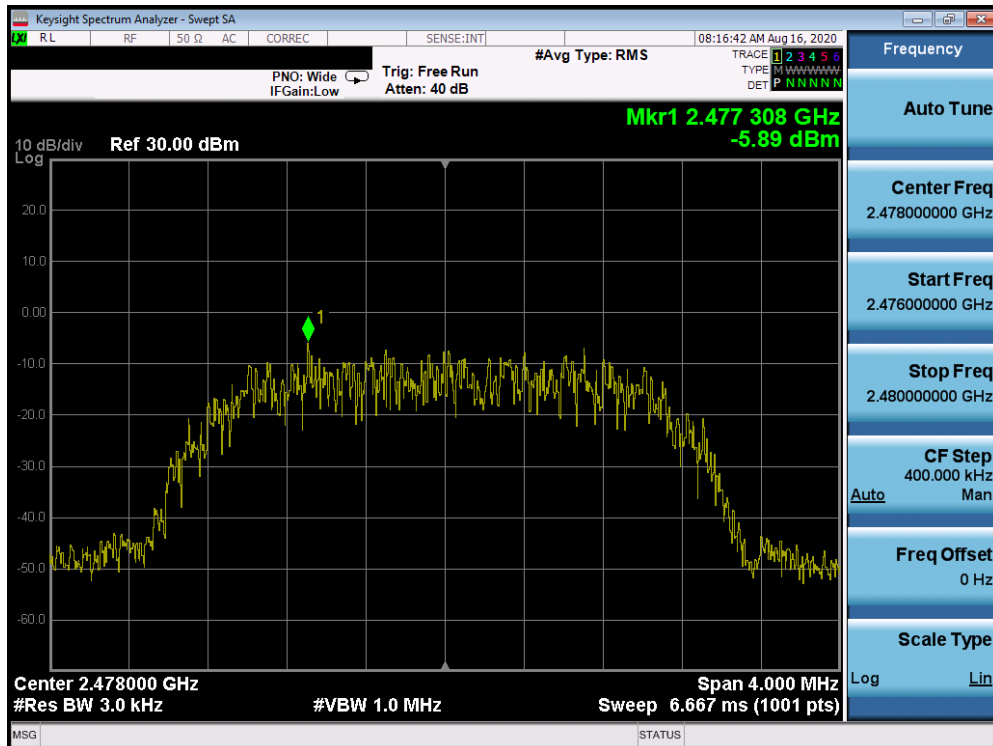 Keysight Spectrum Analyzer - Swept SA
LXI RL RF 50 Ω AC CORREC SENSE:INT 08:16:42 AM Aug 16, 2020
#Avg Type: RMS TRACE 1 2 3 4 5 6
PNO: Wide Trig: Free Run TYPE M W W W W W
IFGain:Low Atten: 40 dB DET P N N N N N
Mkr1 2.477 308 GHz
-5.89 dBm
10 dB/div Ref 30.00 dBm
Log
20.0
10.0
0.00
1
-10.0
-20.0
-30.0
-40.0
-50.0
-60.0
Center 2.478000 GHz Span 4.000 MHz
#Res BW 3.0 kHz #VBW 1.0 MHz Sweep 6.667 ms (1001 pts)
MSG STATUS
Frequency
Auto Tune
Center Freq
2.478000000 GHz
Start Freq
2.476000000 GHz
Stop Freq
2.480000000 GHz
CF Step
400.000 kHz
Auto Man
Freq Offset
0 Hz
Scale Type
Log Lin